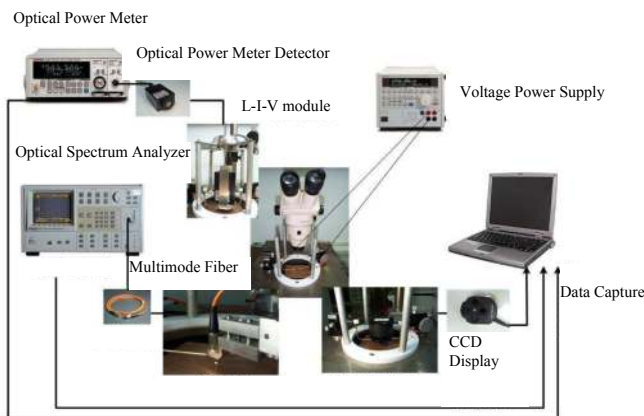 Optical Power Meter
Optical Power Meter Detector
L-I-V module
Voltage Power Supply
Optical Spectrum Analyzer
Multimode Fiber
Data Capture
CCD
Display